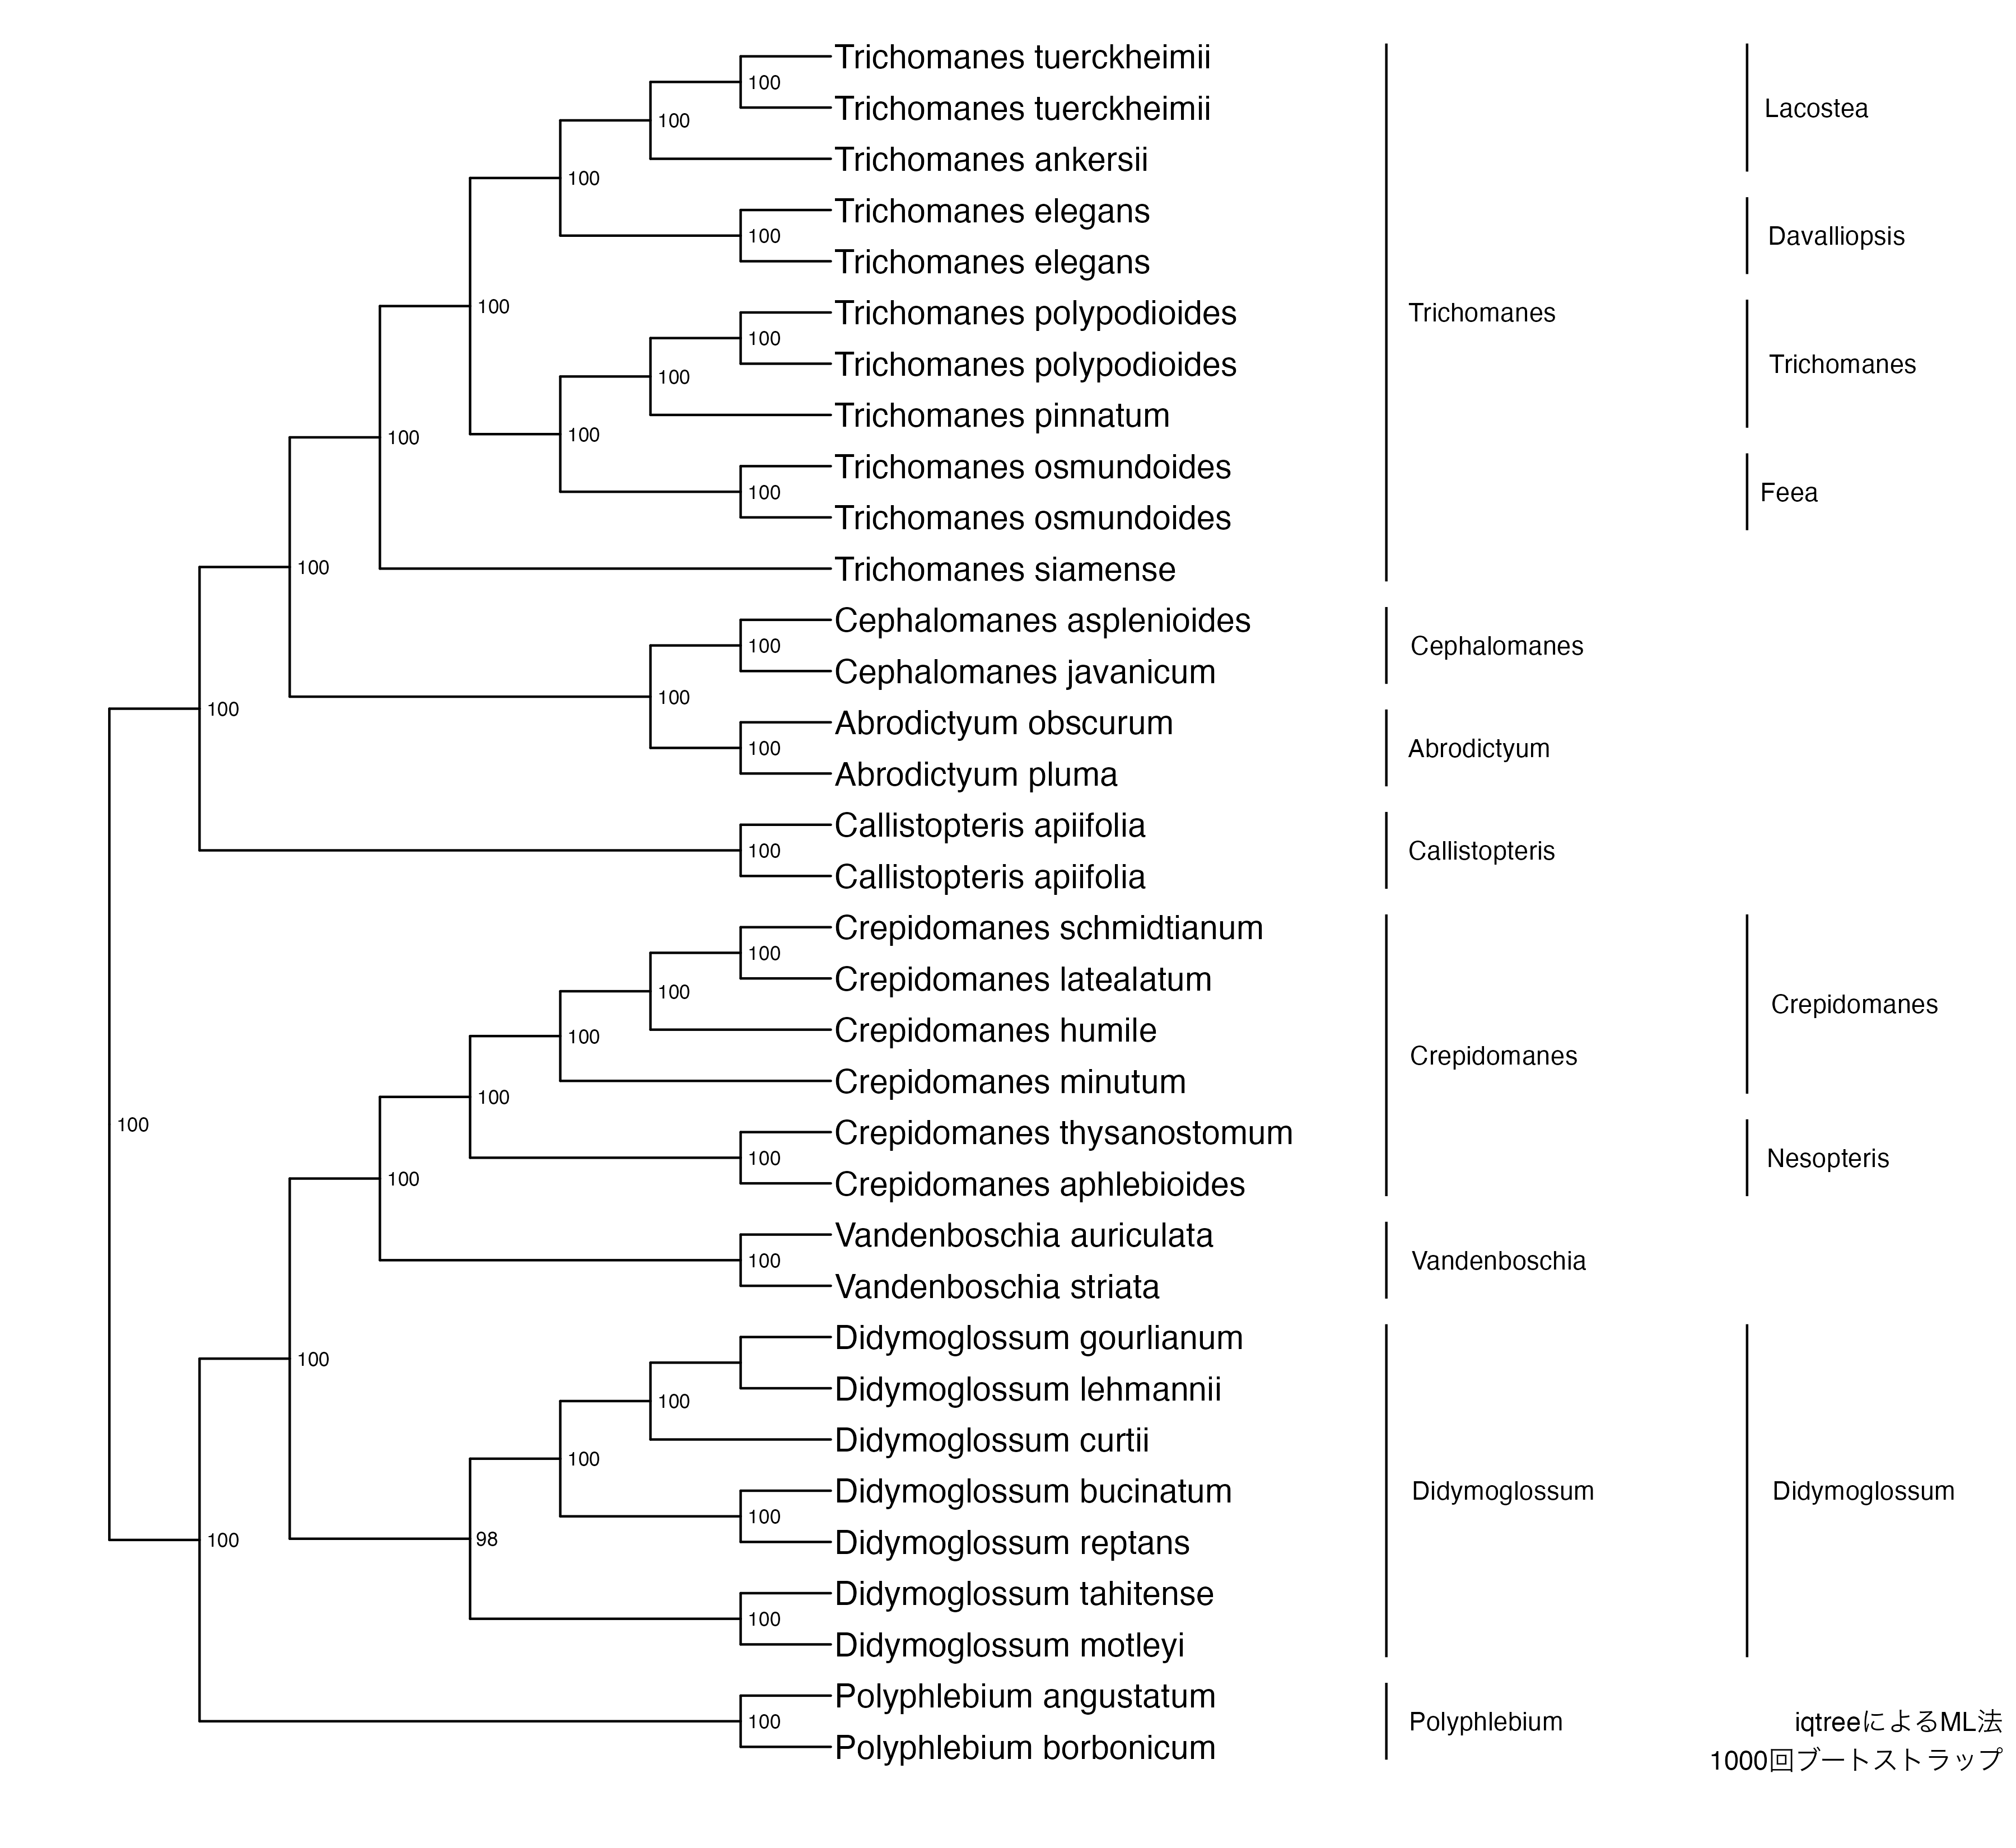 Trichomanes tuerckheimii
100
Trichomanes tuerckheimii
Lacostea
100
Trichomanes ankersii
100
Trichomanes elegans
100
Davalliopsis
Trichomanes elegans
100
Trichomanes polypodioides
Trichomanes
100
Trichomanes polypodioides
Trichomanes
100
Trichomanes pinnatum
100
100
Trichomanes osmundoides
100
Feea
Trichomanes osmundoides
100
Trichomanes siamense
Cephalomanes asplenioides
100
Cephalomanes
Cephalomanes javanicum
100
100
Abrodictyum obscurum
100
Abrodictyum
Abrodictyum pluma
Callistopteris apiifolia
100
Callistopteris
Callistopteris apiifolia
Crepidomanes schmidtianum
100
Crepidomanes latealatum
100
Crepidomanes
Crepidomanes humile
100
Crepidomanes
Crepidomanes minutum
100
100
Crepidomanes thysanostomum
100
Nesopteris
100
Crepidomanes aphlebioides
Vandenboschia auriculata
100
Vandenboschia
Vandenboschia striata
Didymoglossum gourlianum
100
Didymoglossum lehmannii
100
Didymoglossum curtii
100
Didymoglossum bucinatum
Didymoglossum
Didymoglossum
100
Didymoglossum reptans
98
100
Didymoglossum tahitense
100
Didymoglossum motleyi
Polyphlebium angustatum
100
Polyphlebium
Polyphlebium borbonicum
iqtreeによるML法
1000回ブートストラップ